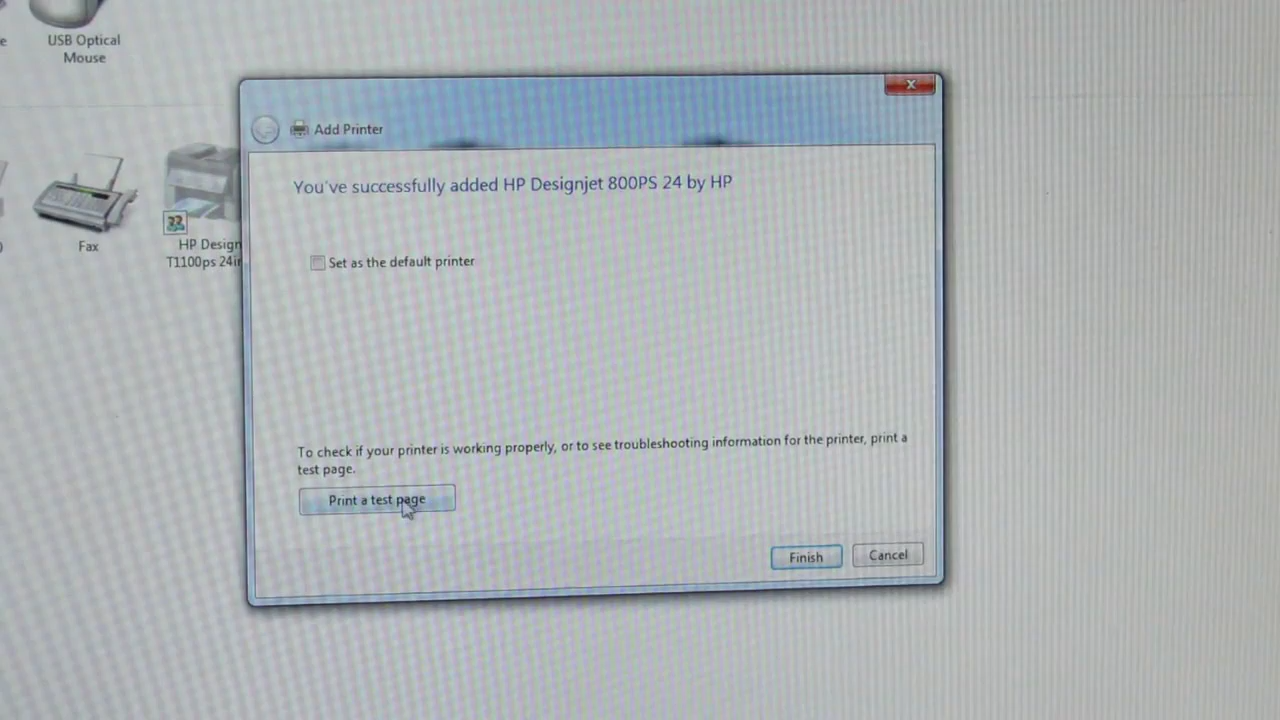 USB Optical
Mouse
Add Printer
You've successfully added HP Designjet 800PS 24 by HP
Fax
HP Design
T1100ps 24in
Set as the default printer
To check if your printer is working properly, or to see troubleshooting information for the printer, print a
test page.
Print a test page
Finish
Cancel